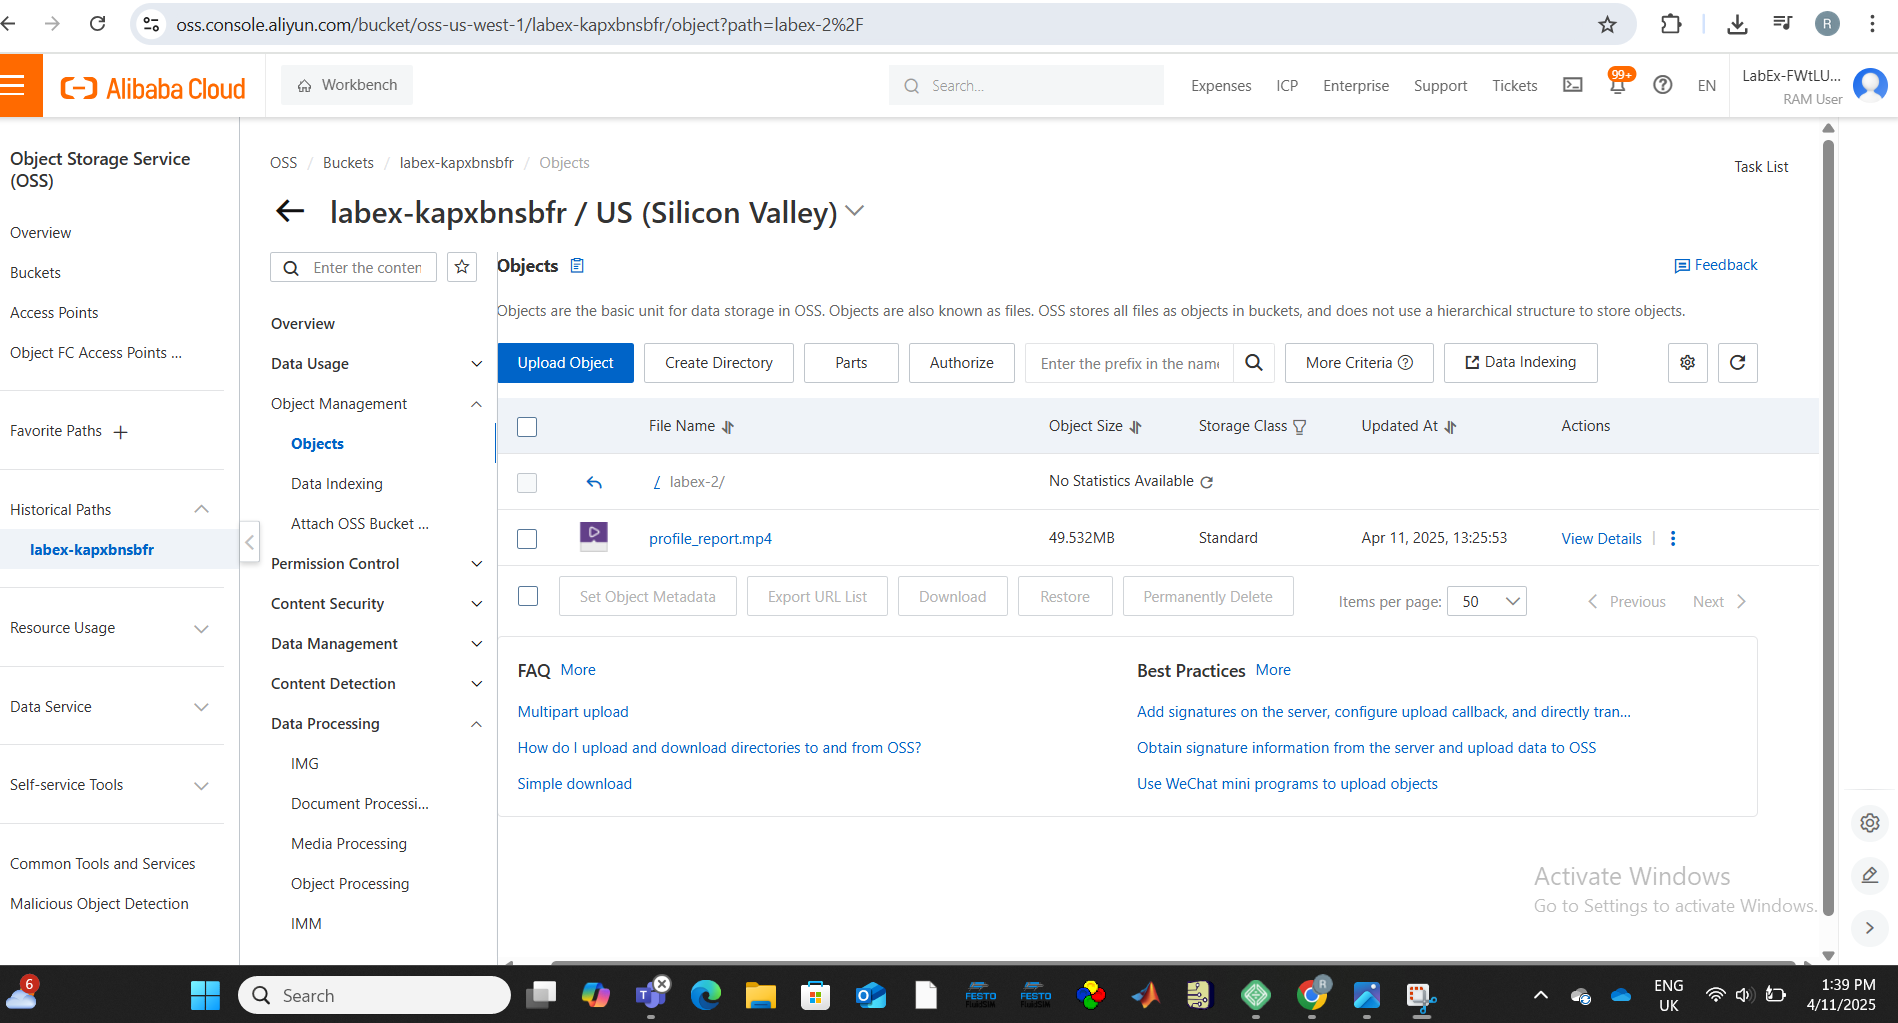 oss.console.aliyun.com/bucket/oss-us-west-1/labex-kapxbnsbfr/object?path=labex-2%2F
R
Alibaba Cloud
Workbench
Search...
Expenses
ICP
Enterprise
Support
Tickets
99+
EN
LabEx-FWtLU...
RAM User
Object Storage Service
(OSS)
Overview
Buckets
Access Points
Object FC Access Points ...
Favorite Paths
Historical Paths
labex-kapxbnsbfr
Resource Usage
Data Service
Self-service Tools
Common Tools and Services
Malicious Object Detection
OSS / Buckets / labex-kapxbnsbfr / Objects
Task List
labex-kapxbnsbfr / US (Silicon Valley)
Enter the conten
Overview
Data Usage
Object Management
Objects
Data Indexing
Attach OSS Bucket ...
Permission Control
Content Security
Data Management
Content Detection
Data Processing
IMG
Document Processi...
Media Processing
Object Processing
IMM
Objects
Feedback
Objects are the basic unit for data storage in OSS. Objects are also known as files. OSS stores all files as objects in buckets, and does not use a hierarchical structure to store objects.
Upload Object
Create Directory
Parts
Authorize
Enter the prefix in the name
More Criteria
Data Indexing
File Name
Object Size
Storage Class
Updated At
Actions
/ labex-2/
No Statistics Available
profile_report.mp4
49.532MB
Standard
Apr 11, 2025, 13:25:53
View Details
Set Object Metadata
Export URL List
Download
Restore
Permanently Delete
Items per page:
50
Previous
Next
FAQ More
Multipart upload
How do I upload and download directories to and from OSS?
Simple download
Best Practices More
Add signatures on the server, configure upload callback, and directly tran...
Obtain signature information from the server and upload data to OSS
Use WeChat mini programs to upload objects
Activate Windows
Go to Settings to activate Windows.
6
Search
FESTO
FESTO
R
ENG
UK
1:39 PM
4/11/2025